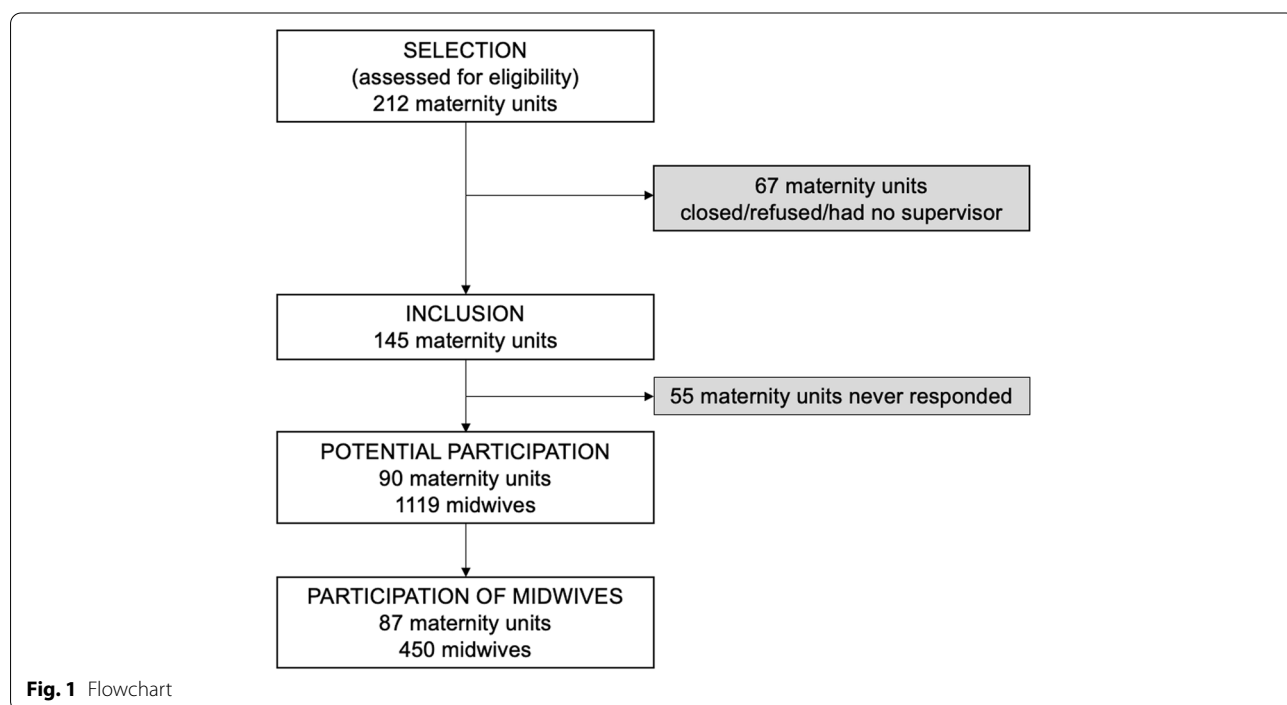 SELECTION
(assessed for eligibility)
212 maternity units
67 maternity units
closed/refused/had no supervisor
INCLUSION
145 maternity units
55 maternity units never responded
POTENTIAL PARTICIPATION
90 maternity units
1119 midwives
PARTICIPATION OF MIDWIVES
87 maternity units
450 midwives
Fig. 1 Flowchart